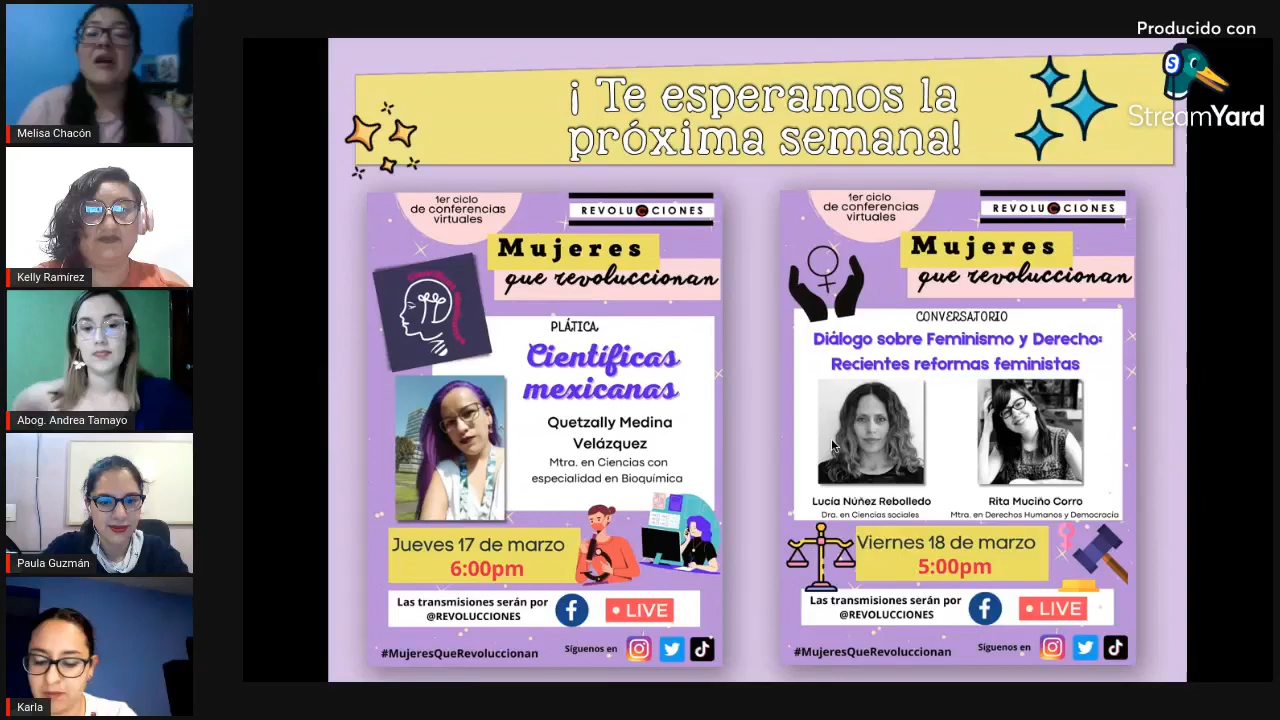 Producido con
StreamYard
Melisa Chacón
Kelly Ramírez
Abog. Andrea Tamayo
Paula Guzmán
Karla
¡ Te esperamos la
próxima semana!
1er ciclo
de conferencias
virtuales
REVOLUCCIONES
Mujeres
que revoluccionan
PLÁTICA
Científicas
mexicanas
Quetzally Medina
Velázquez
Mtra. en Ciencias con
especialidad en Bioquímica
Jueves 17 de marzo
6:00pm
Las transmisiones serán por
@REVOLUCCIONES
LIVE
#MujeresQueRevoluccionan
Síguenos en
1er ciclo
de conferencias
virtuales
REVOLUCCIONES
Mujeres
que revoluccionan
CONVERSATORIO
Diálogo sobre Feminismo y Derecho:
Recientes reformas feministas
Lucía Núñez Rebolledo
Dra. en Ciencias sociales
Rita Muciño Corro
Mtra. en Derechos Humanos y Democracia
Viernes 18 de marzo
5:00pm
Las transmisiones serán por
@REVOLUCCIONES
LIVE
#MujeresQueRevoluccionan
Síguenos en